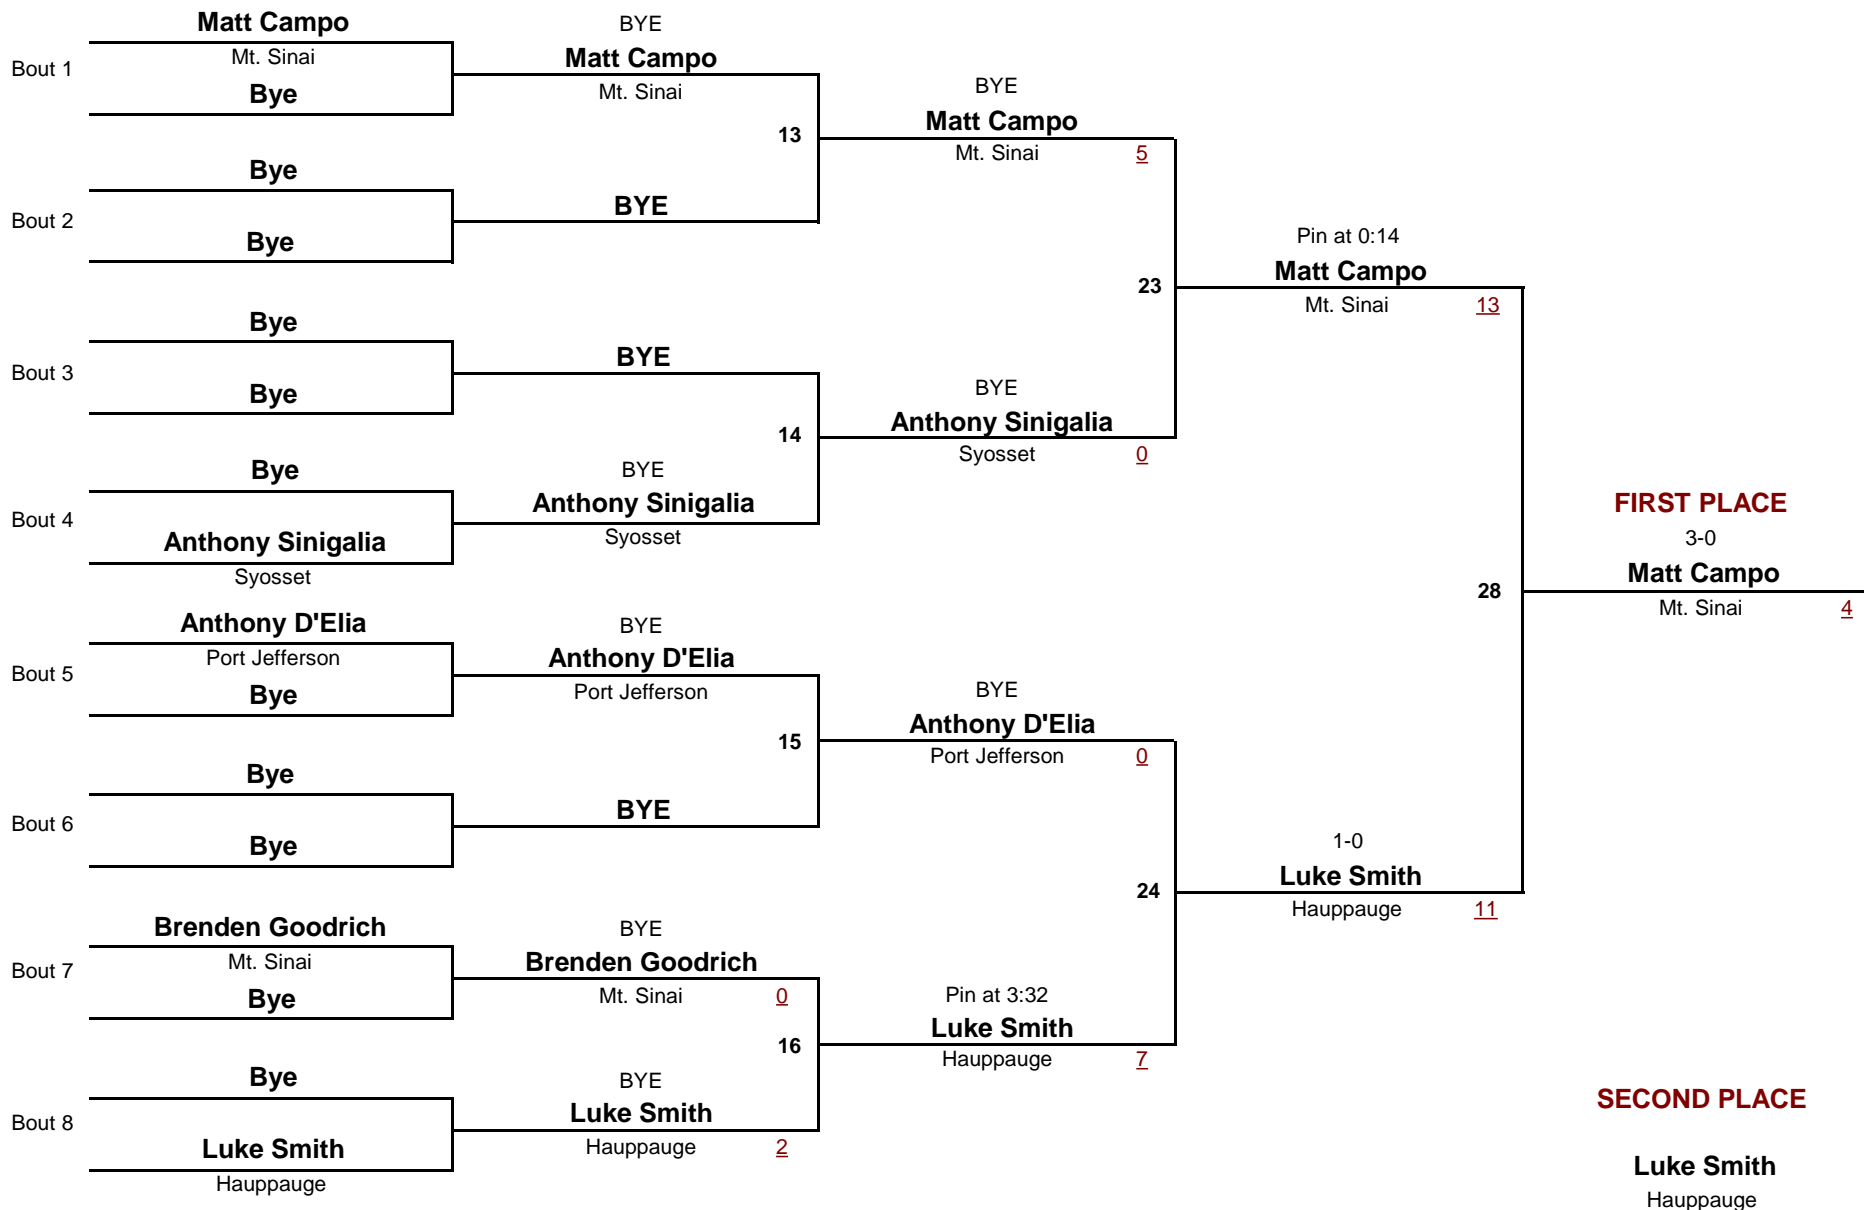 Matt Campo
Mt. Sinai
Bout 1
Bye
Bye
Bout 2
Bye
Bye
Bout 3
Bye
Bye
Bout 4
Anthony Sinigalia
Syosset
Anthony D'Elia
Port Jefferson
Bout 5
Bye
Bye
Bout 6
Bye
Brenden Goodrich
Mt. Sinai
Bout 7
Bye
Bye
Bout 8
Luke Smith
Hauppauge
BYE
Matt Campo
Mt. Sinai
13
BYE
BYE
14
BYE
Anthony Sinigalia
Syosset
BYE
Anthony D'Elia
Port Jefferson
15
BYE
BYE
Brenden Goodrich
Mt. Sinai 0
16
BYE
Luke Smith
Hauppauge 2
BYE
Matt Campo
Mt. Sinai 5
23
BYE
Anthony Sinigalia
Syosset 0
BYE
Anthony D'Elia
Port Jefferson 0
24
Pin at 3:32
Luke Smith
Hauppauge 7
Pin at 0:14
Matt Campo
Mt. Sinai 13
28
1-0
Luke Smith
Hauppauge 11
FIRST PLACE
3-0
Matt Campo
Mt. Sinai 4
SECOND PLACE
Luke Smith
Hauppauge